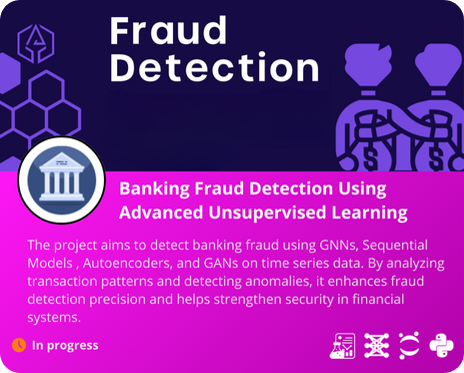 Fraud
Detection
Banking Fraud Detection Using
Advanced Unsupervised Learning
The project aims to detect banking fraud using GNNs, Sequential
Models , Autoencoders, and GANs on time series data. By analyzing
transaction patterns and detecting anomalies, it enhances fraud
detection precision and helps strengthen security in financial
systems.
In progress